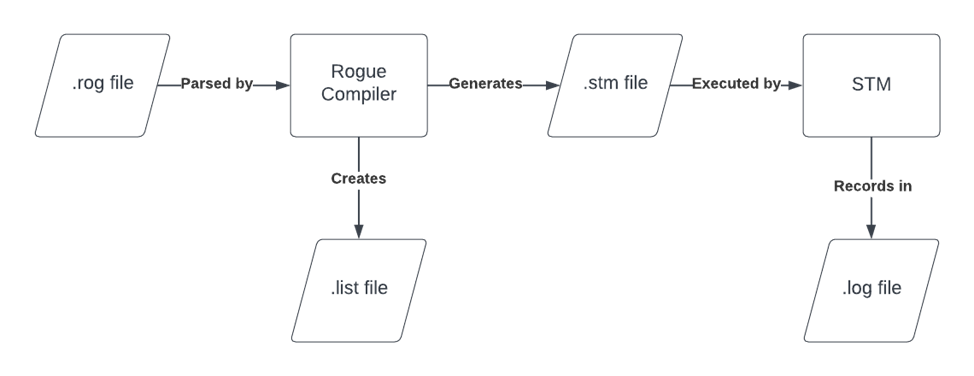 .rog file
Parsed by
Rogue
Compiler
Generates
.stm file
Executed by
STM
Creates
Records in
.list file
.log file